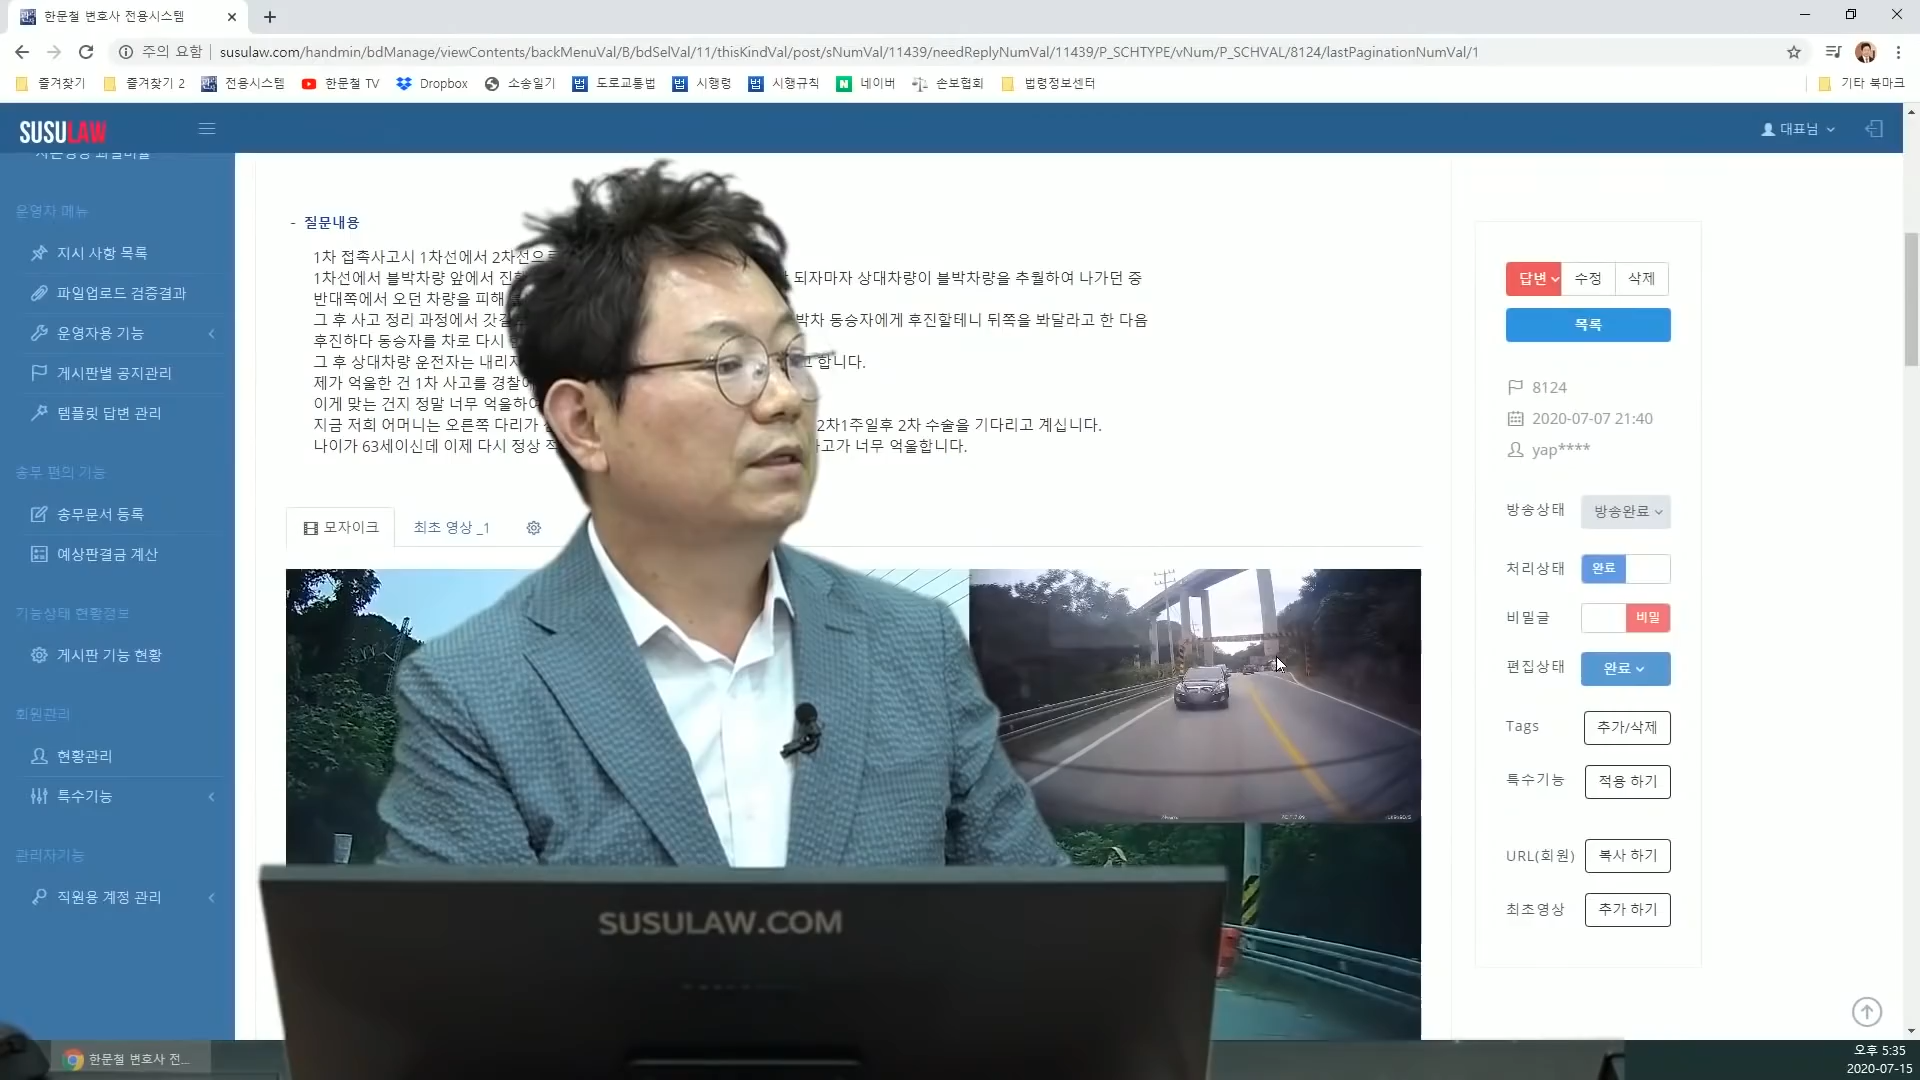 한문철 변호사 전용시스템
주의 요함
susulaw.com/handmin/bdManage/viewContents/backMenuVal/B/bdSelVal/11/thisKindVal/post/sNumVal/11439/needReplyNumVal/11439/P_SCHTYPE/vNum/P_SCHVAL/8124/lastPaginationNumVal/1
즐겨찾기 즐겨찾기 2 전용시스템 한문철 TV Dropbox 소송일기 법 도로교통법 법 시행령 법 시행규칙 N 네이버 손보협회 법령정보센터 기타 북마크
SUSULAW
대표님
운영자 메뉴
지시 사항 목록
파일업로드 검증결과
운영자용 기능
게시판별 공지관리
템플릿 답변 관리
송무 편의 기능
송무문서 등록
예상판결금 계산
기능상태 현황정보
게시판 기능 현황
회원관리
현황관리
특수기능
관리자기능
직원용 계정 관리
- 질문내용
1차 접촉사고시 1차선에서 2차선으로
1차선에서 블박차량 앞에서 진 되자마자 상대차량이 블박차량을 추월하여 나가던 중
반대쪽에서 오던 차량을 피해
그 후 사고 정리 과정에서 갓길 박차 동승자에게 후진할테니 뒤쪽을 봐달라고 한 다음
후진하다 동승자를 차로 다시
그 후 상대차량 운전자는 내리지 합니다.
제가 억울한 건 1차 사고를 경찰
이게 맞는 건지 정말 너무 억울하여
지금 저희 어머니는 오른쪽 다리가 2차1주일후 2차 수술을 기다리고 계십니다.
나이가 63세이신데 이제 다시 정상 사고가 너무 억울합니다.
모자이크 최초 영상 _1
답변 수정 삭제
목록
8124
2020-07-07 21:40
yap****
방송상태 방송완료
처리상태 완료
비밀글 비밀
편집상태 완료
Tags 추가/삭제
특수기능 적용 하기
URL(회원) 복사 하기
최초영상 추가 하기
SUSULAW.COM
한문철 변호사 전...
오후 5:35
2020-07-15